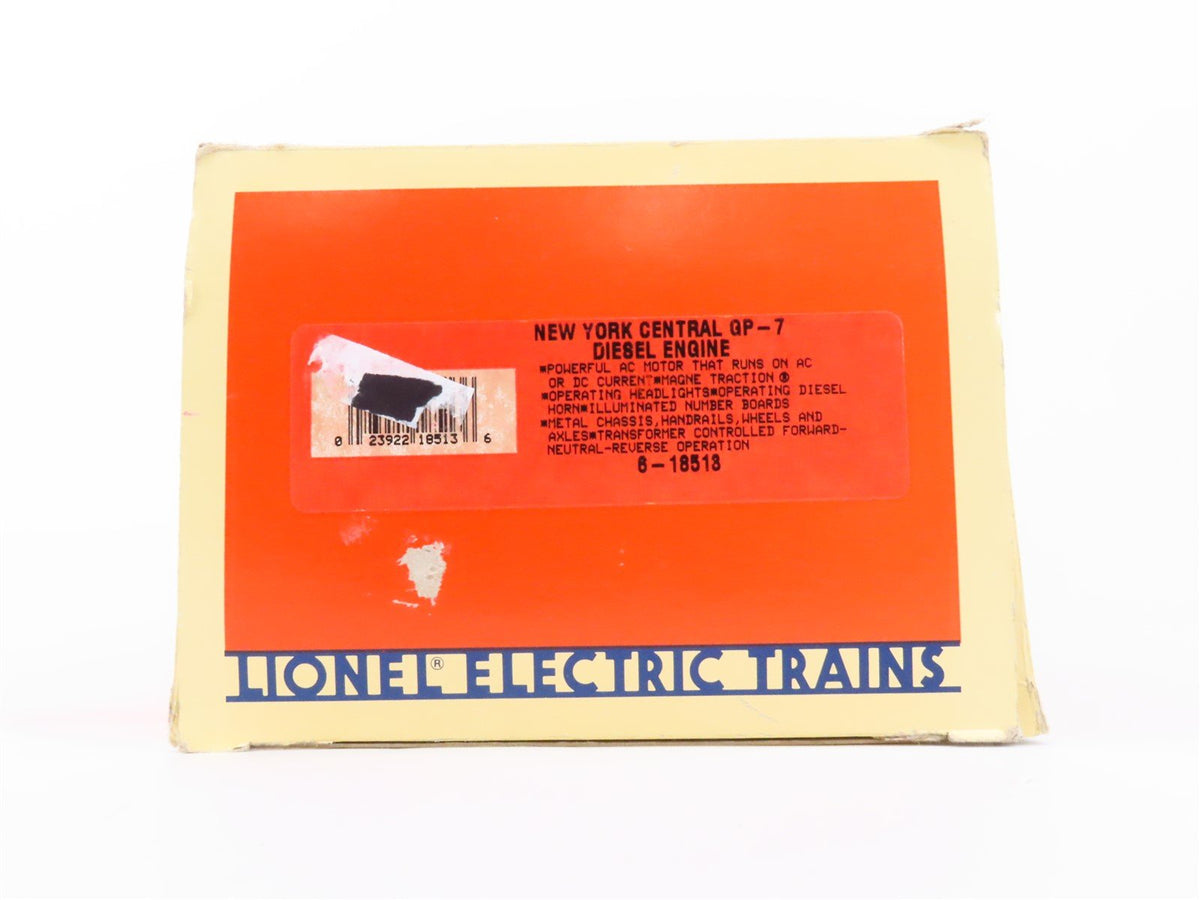 NEW YORK CENTRAL GP-7
DIESEL ENGINE
*POWERFUL AC MOTOR THAT RUNS ON AC
OR DC CURRENT*MAGNE TRACTION ®
*OPERATING HEADLIGHTS*OPERATING DIESEL
HORN*ILLUMINATED NUMBER BOARDS
*METAL CHASSIS,HANDRAILS,WHEELS AND
AXLES*TRANSFORMER CONTROLLED FORWARD-
NEUTRAL-REVERSE OPERATION
6-18513
0 23922 18513 6
LIONEL® ELECTRIC TRAINS